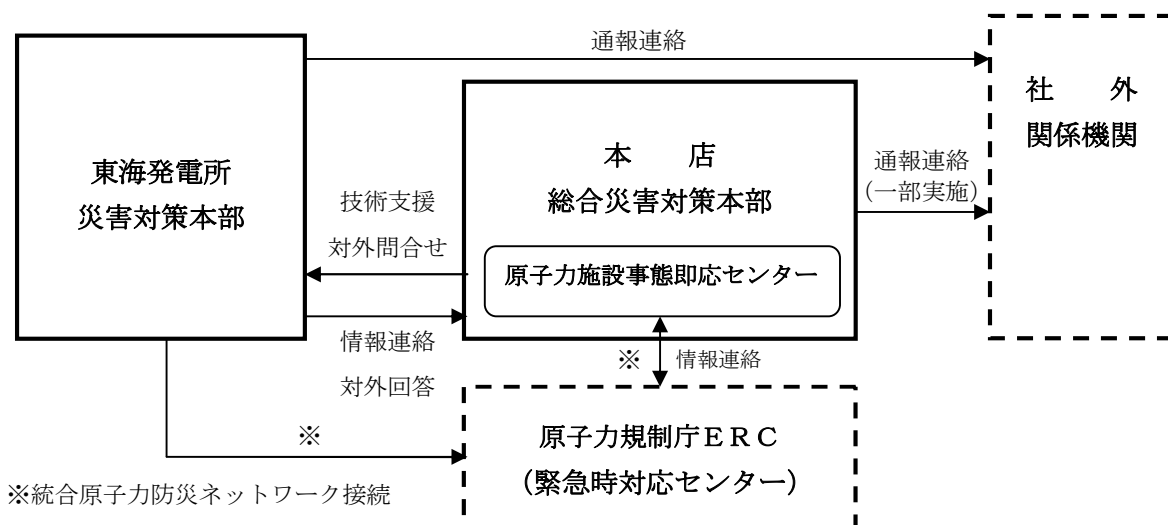 通報連絡
社　　外
関係機関
東海発電所
災害対策本部
本　　店
総合災害対策本部
原子力施設事態即応センター
通報連絡
(一部実施)
技術支援
対外問合せ
情報連絡
対外回答
※ 情報連絡
※
原子力規制庁ＥＲＣ
(緊急時対応センター)
※統合原子力防災ネットワーク接続